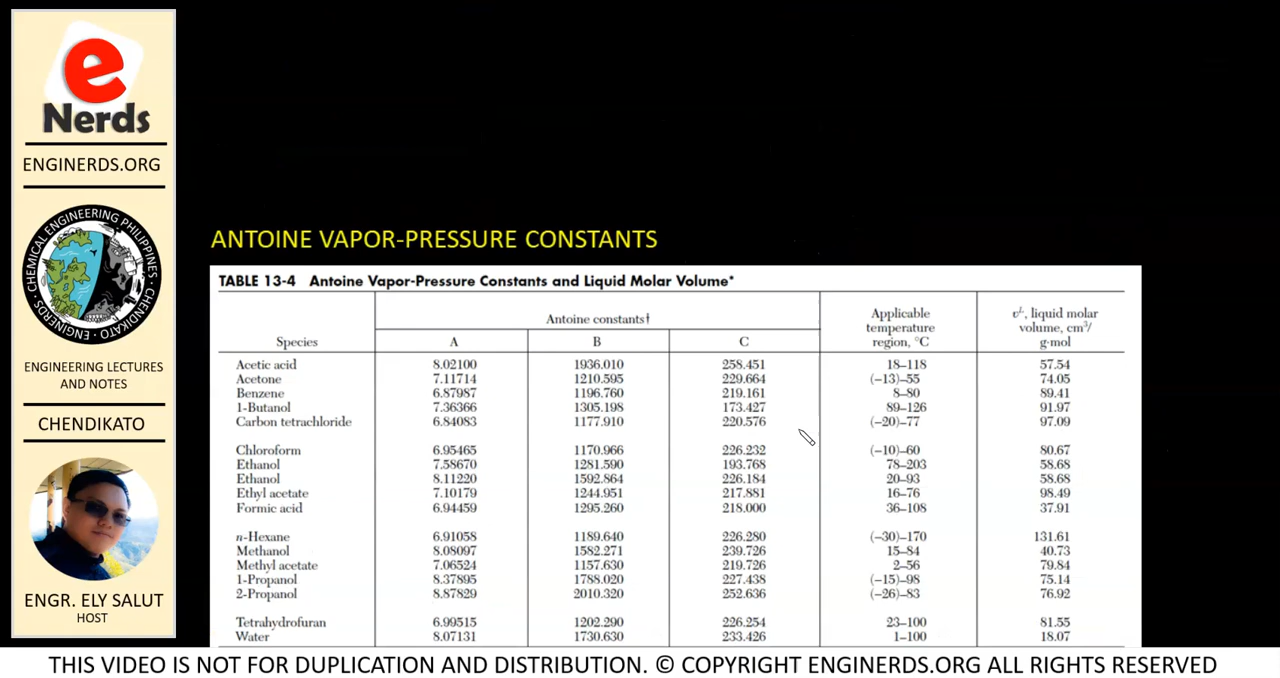 e
Nerds
ENGINERDS.ORG
CHEMICAL ENGINEERING PHILIPPINES
ENGINERDS · CHENDIKATO
ENGINEERING LECTURES
AND NOTES
CHENDIKATO
ENGR. ELY SALUT
HOST
ANTOINE VAPOR-PRESSURE CONSTANTS
TABLE 13-4 Antoine Vapor-Pressure Constants and Liquid Molar Volume*
Antoine constants†
Applicable
temperature
region, °C
vᴸ, liquid molar
volume, cm³/
g·mol
Species A B C
Acetic acid 8.02100 1936.010 258.451 18–118 57.54
Acetone 7.11714 1210.595 229.664 (−13)–55 74.05
Benzene 6.87987 1196.760 219.161 8–80 89.41
1-Butanol 7.36366 1305.198 173.427 89–126 91.97
Carbon tetrachloride 6.84083 1177.910 220.576 (−20)–77 97.09
Chloroform 6.95465 1170.966 226.232 (−10)–60 80.67
Ethanol 7.58670 1281.590 193.768 78–203 58.68
Ethanol 8.11220 1592.864 226.184 20–93 58.68
Ethyl acetate 7.10179 1244.951 217.881 16–76 98.49
Formic acid 6.94459 1295.260 218.000 36–108 37.91
n-Hexane 6.91058 1189.640 226.280 (−30)–170 131.61
Methanol 8.08097 1582.271 239.726 15–84 40.73
Methyl acetate 7.06524 1157.630 219.726 2–56 79.84
1-Propanol 8.37895 1788.020 227.438 (−15)–98 75.14
2-Propanol 8.87829 2010.320 252.636 (−26)–83 76.92
Tetrahydrofuran 6.99515 1202.290 226.254 23–100 81.55
Water 8.07131 1730.630 233.426 1–100 18.07
THIS VIDEO IS NOT FOR DUPLICATION AND DISTRIBUTION. © COPYRIGHT ENGINERDS.ORG ALL RIGHTS RESERVED